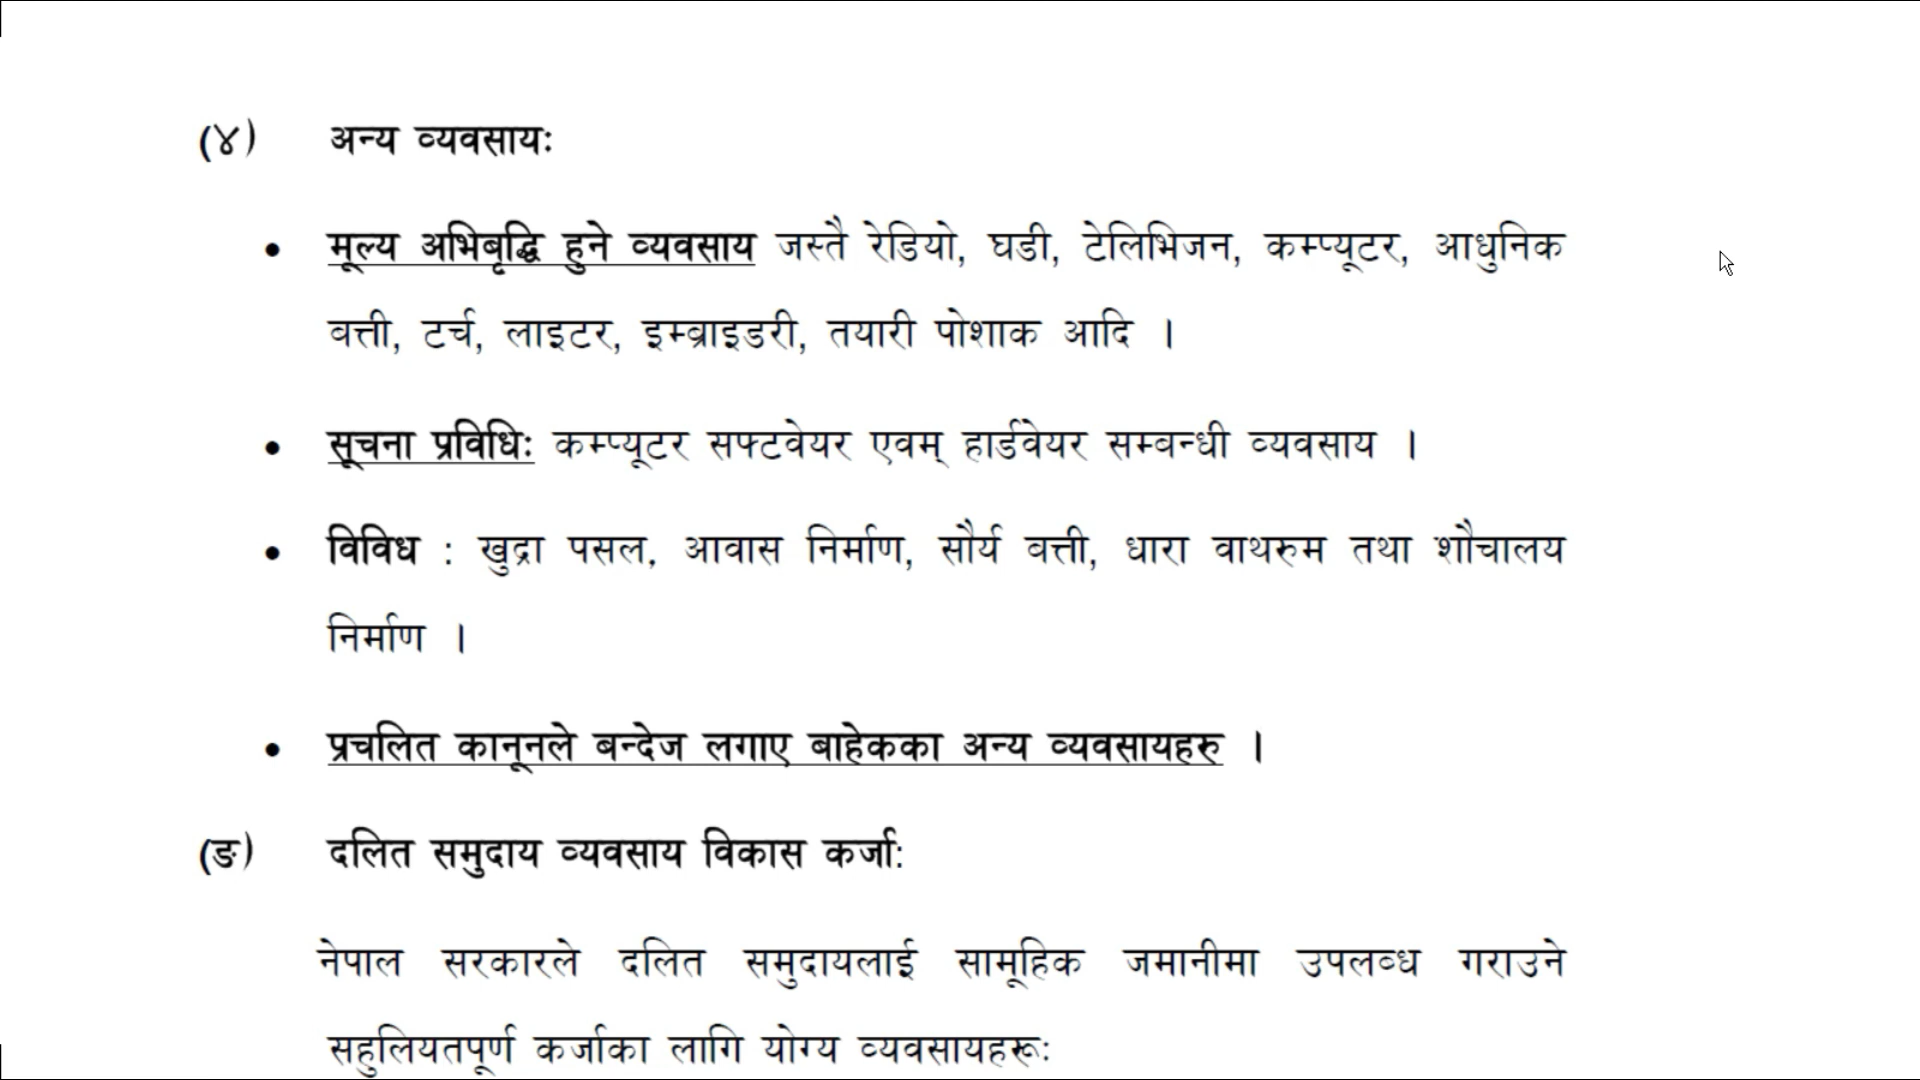 (४) अन्य व्यवसायः
• मूल्य अभिबृद्धि हुने व्यवसाय जस्तै रेडियो, घडी, टेलिभिजन, कम्प्यूटर, आधुनिक
वत्ती, टर्च, लाइटर, इम्ब्राइडरी, तयारी पोशाक आदि ।
• सूचना प्रविधिः कम्प्यूटर सफ्टवेयर एवम् हार्डवेयर सम्बन्धी व्यवसाय ।
• विविध : खुद्रा पसल, आवास निर्माण, सौर्य वत्ती, धारा वाथरुम तथा शौचालय
निर्माण ।
• प्रचलित कानूनले बन्देज लगाए बाहेकका अन्य व्यवसायहरु ।
(ङ) दलित समुदाय व्यवसाय विकास कर्जा:
नेपाल सरकारले दलित समुदायलाई सामूहिक जमानीमा उपलब्ध गराउने
सहुलियतपूर्ण कर्जाका लागि योग्य व्यवसायहरूः